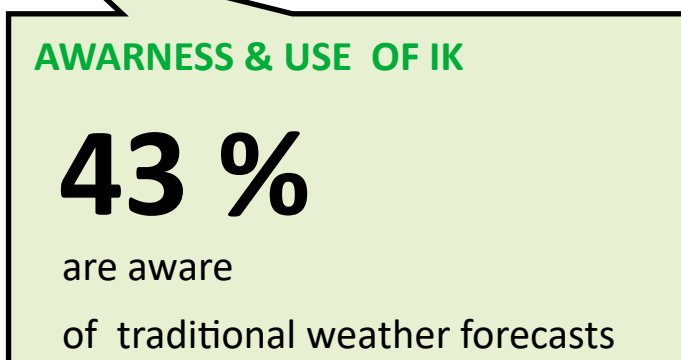 AWARNESS & USE OF IK
43 %
are aware
of traditional weather forecasts